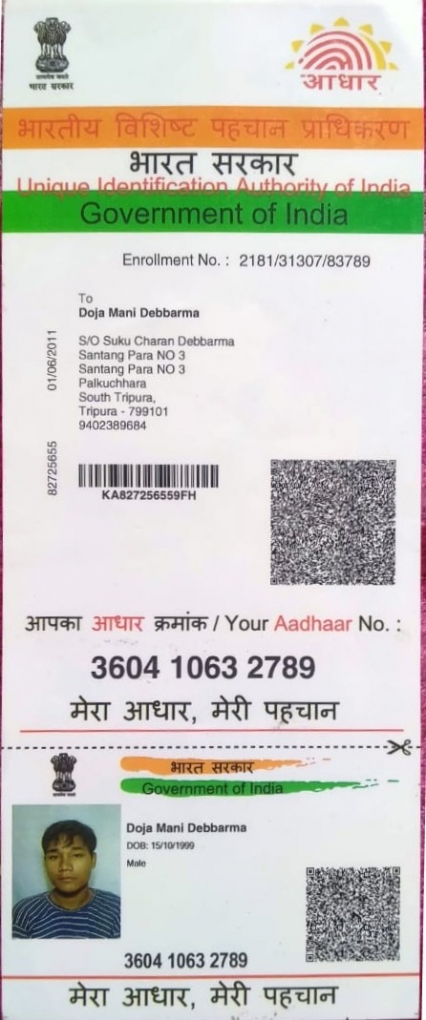 सत्यमेव जयते
भारत सरकार
आधार
भारतीय विशिष्ट पहचान प्राधिकरण
भारत सरकार
Unique Identification Authority of India
Government of India
Enrollment No. : 2181/31307/83789
To
Doja Mani Debbarma
S/O Suku Charan Debbarma
Santang Para NO 3
Santang Para NO 3
Palkuchhara
South Tripura,
Tripura - 799101
9402389684
82725655 01/06/2011
KA827256559FH
आपका आधार क्रमांक / Your Aadhaar No. :
3604 1063 2789
मेरा आधार, मेरी पहचान
भारत सरकार
Government of India
Doja Mani Debbarma
DOB: 15/10/1999
Male
3604 1063 2789
मेरा आधार, मेरी पहचान